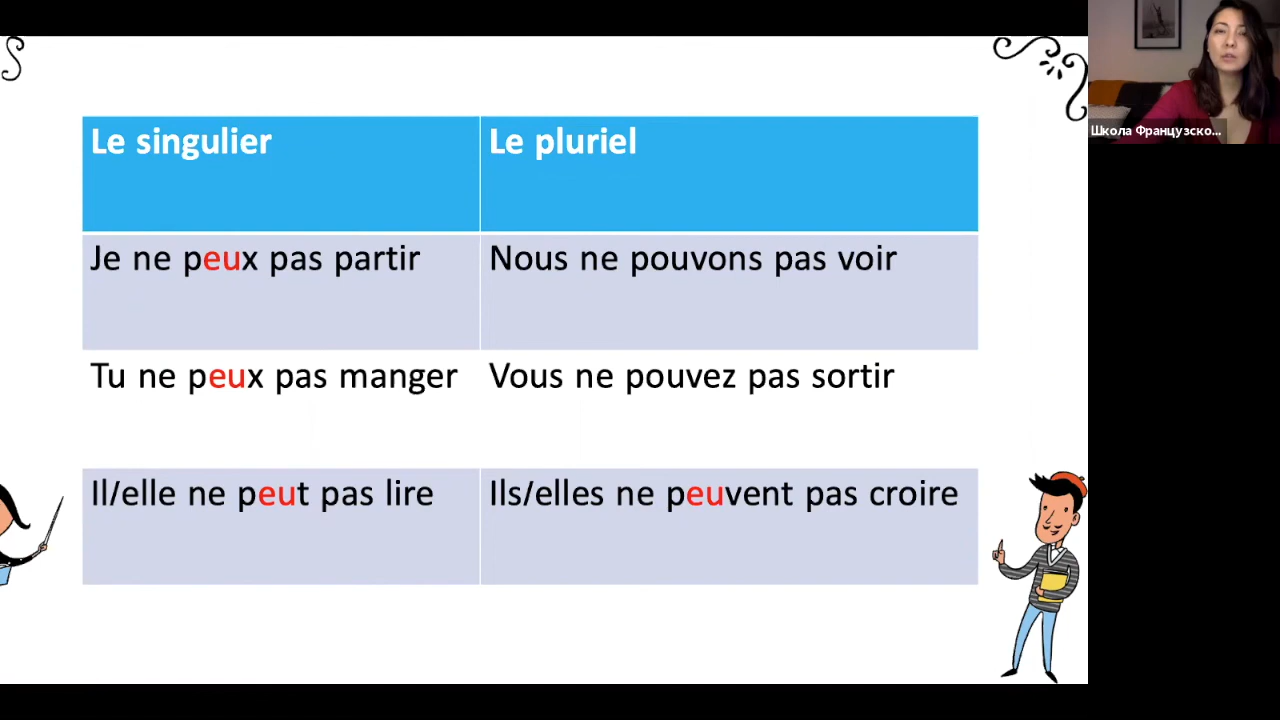 Le singulier
Le pluriel
Je ne peux pas partir
Nous ne pouvons pas voir
Tu ne peux pas manger
Vous ne pouvez pas sortir
Il/elle ne peut pas lire
Ils/elles ne peuvent pas croire
Школа Французско...